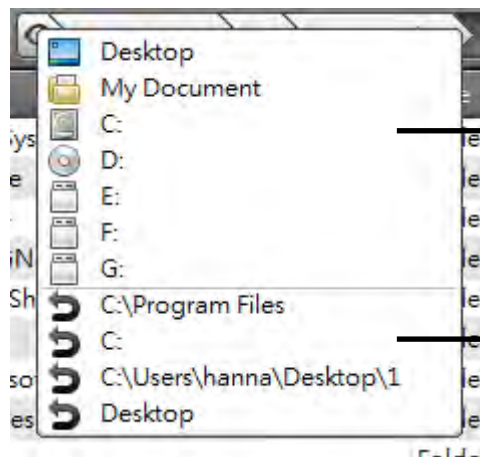 Desktop
My Document
C:
D:
E:
F:
G:
C:\Program Files
C:
C:\Users\hanna\Desktop\1
Desktop